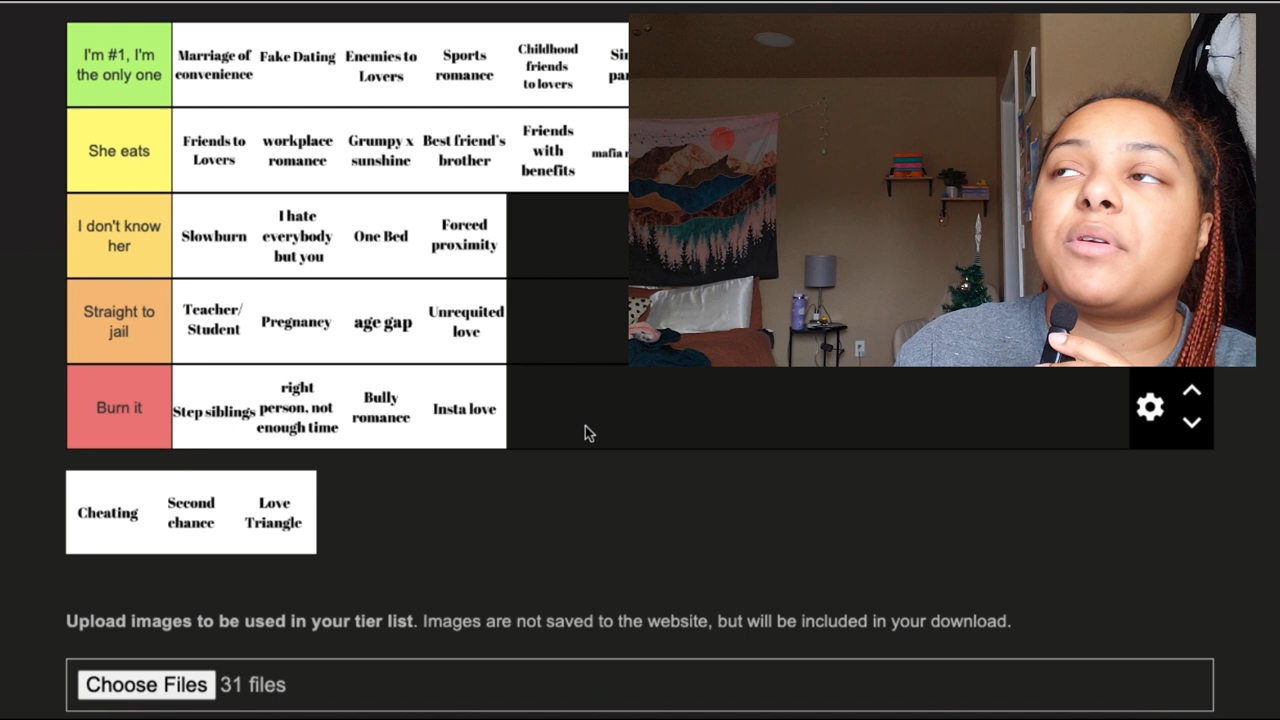 I'm #1, I'm
the only one
Marriage of
convenience
Fake Dating
Enemies to
Lovers
Sports
romance
Childhood
friends
to lovers
She eats
Friends to
Lovers
workplace
romance
Grumpy x
sunshine
Best friend's
brother
Friends
with
benefits
mafia
I don't know
her
Slowburn
I hate
everybody
but you
One Bed
Forced
proximity
Straight to
jail
Teacher/
Student
Pregnancy
age gap
Unrequited
love
Burn it
Step siblings
right
person, not
enough time
Bully
romance
Insta love
Cheating
Second
chance
Love
Triangle
Upload images to be used in your tier list. Images are not saved to the website, but will be included in your download.
Choose Files 31 files